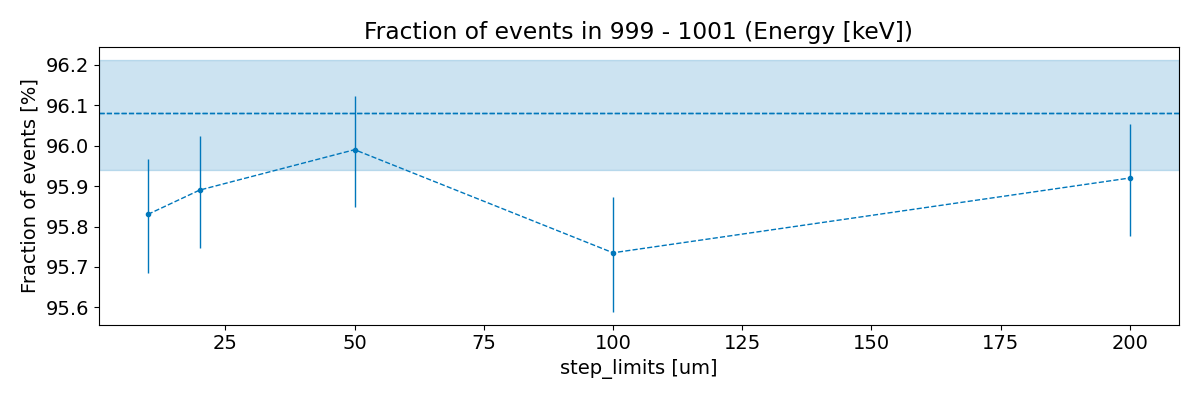 Fraction of events in 999 - 1001 (Energy [keV])
Fraction of events [%]
96.2
96.1
96.0
95.9
95.8
95.7
95.6
25 50 75 100 125 150 175 200
step_limits [um]